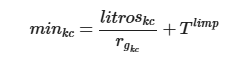 min_{kc} = \frac{litros_{kc}}{r_{g_{kc}}} + T^{limp}